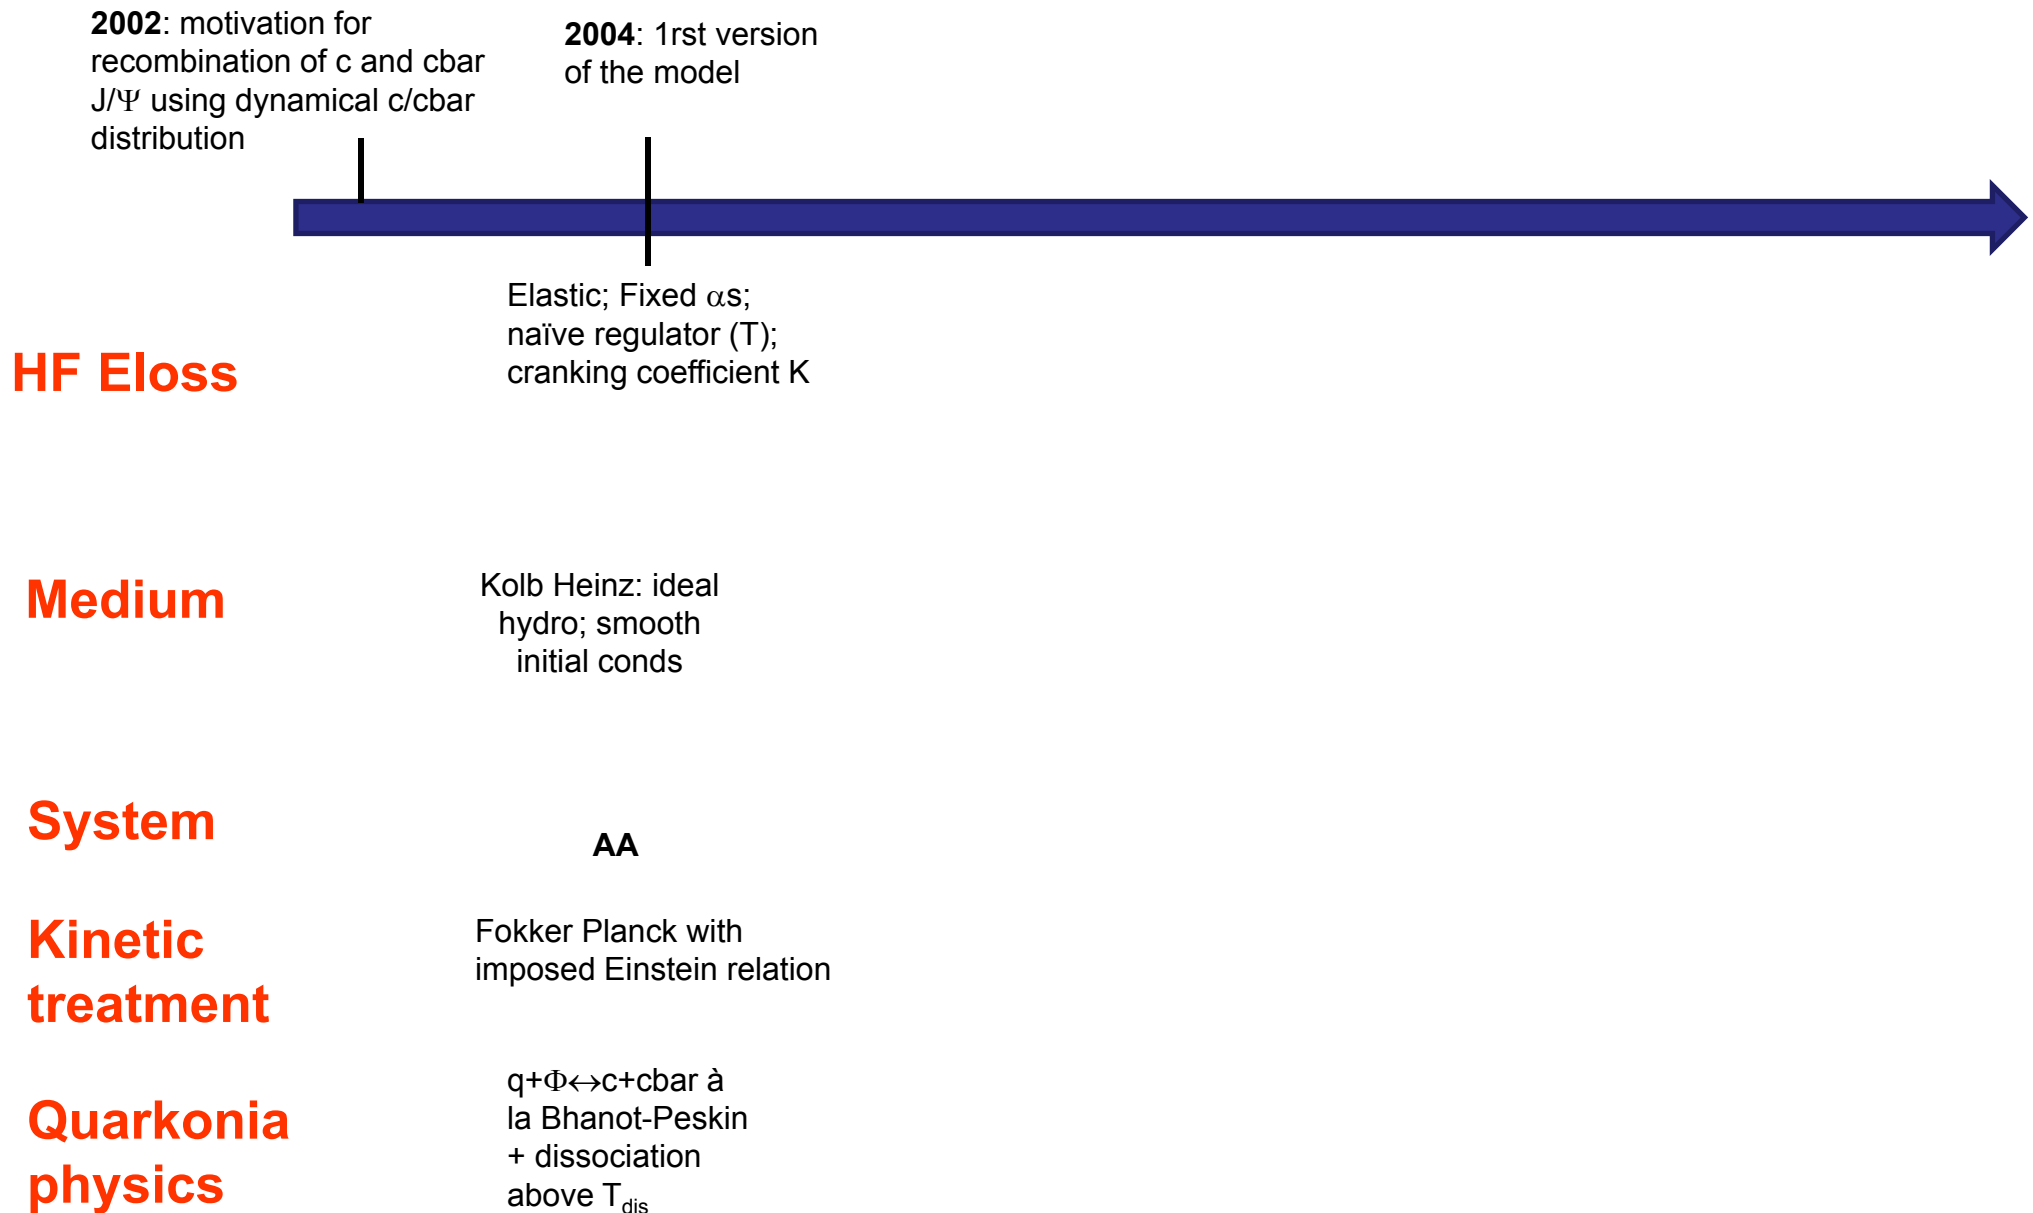 2002: motivation for
recombination of c and cbar
J/Ψ using dynamical c/cbar
distribution
2004: 1rst version
of the model
HF Eloss
Elastic; Fixed αs;
naïve regulator (T);
cranking coefficient K
Medium
Kolb Heinz: ideal
hydro; smooth
initial conds
System
AA
Kinetic
treatment
Fokker Planck with
imposed Einstein relation
Quarkonia
physics
q+Φ↔c+cbar à
la Bhanot-Peskin
+ dissociation
above Tdis